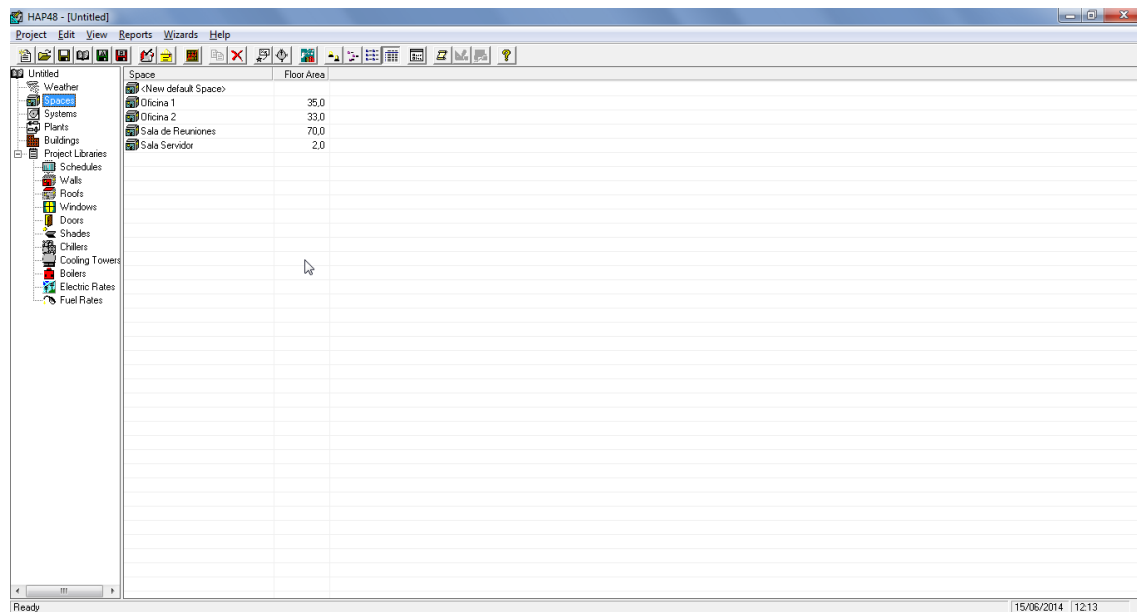 HAP48 - [Untitled]
Project Edit View Reports Wizards Help
Untitled
Weather
Spaces
Systems
Plants
Buildings
Project Libraries
Schedules
Walls
Roofs
Windows
Doors
Shades
Chillers
Cooling Towers
Boilers
Electric Rates
Fuel Rates
Space Floor Area
<New default Space>
Oficina 1 35,0
Oficina 2 33,0
Sala de Reuniones 70,0
Sala Servidor 2,0
Ready 15/06/2014 12:13